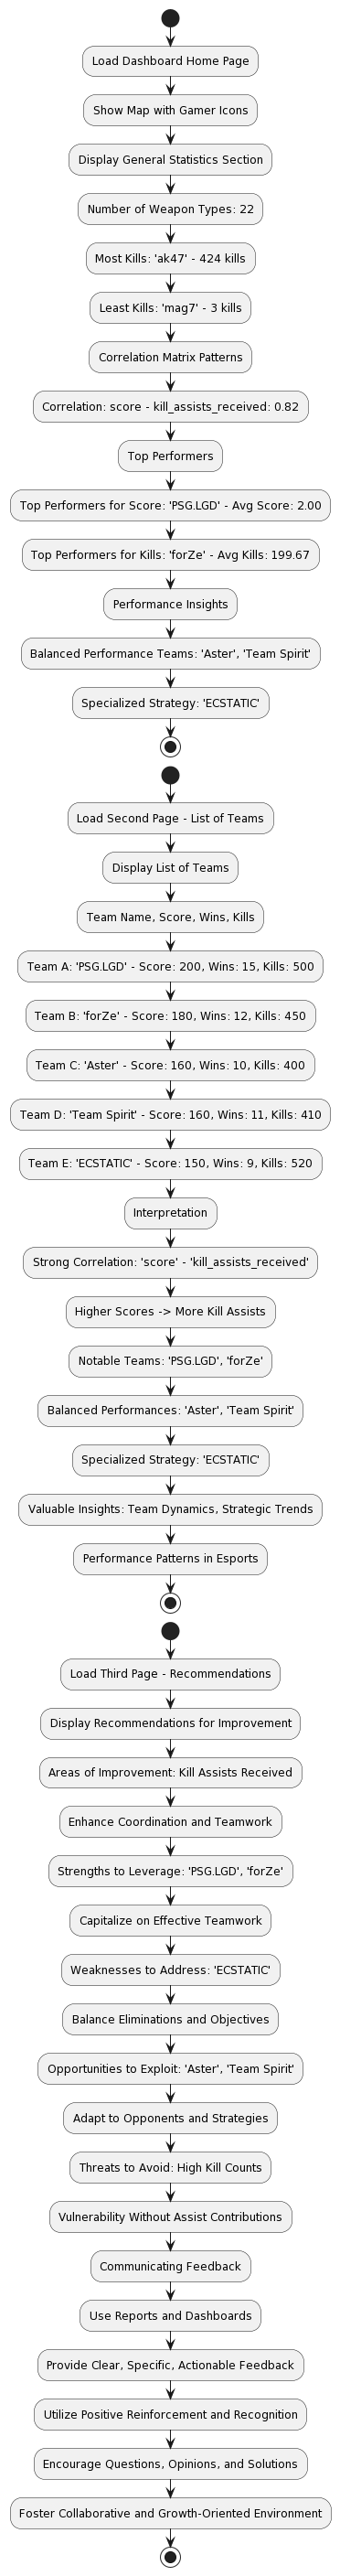 Load Dashboard Home Page
Show Map with Gamer Icons
Display General Statistics Section
Number of Weapon Types: 22
Most Kills: 'ak47' - 424 kills
Least Kills: 'mag7' - 3 kills
Correlation Matrix Patterns
Correlation: score - kill_assists_received: 0.82
Top Performers
Top Performers for Score: 'PSG.LGD' - Avg Score: 2.00
Top Performers for Kills: 'forZe' - Avg Kills: 199.67
Performance Insights
Balanced Performance Teams: 'Aster', 'Team Spirit'
Specialized Strategy: 'ECSTATIC'
Load Second Page - List of Teams
Display List of Teams
Team Name, Score, Wins, Kills
Team A: 'PSG.LGD' - Score: 200, Wins: 15, Kills: 500
Team B: 'forZe' - Score: 180, Wins: 12, Kills: 450
Team C: 'Aster' - Score: 160, Wins: 10, Kills: 400
Team D: 'Team Spirit' - Score: 160, Wins: 11, Kills: 410
Team E: 'ECSTATIC' - Score: 150, Wins: 9, Kills: 520
Interpretation
Strong Correlation: 'score' - 'kill_assists_received'
Higher Scores -> More Kill Assists
Notable Teams: 'PSG.LGD', 'forZe'
Balanced Performances: 'Aster', 'Team Spirit'
Specialized Strategy: 'ECSTATIC'
Valuable Insights: Team Dynamics, Strategic Trends
Performance Patterns in Esports
Load Third Page - Recommendations
Display Recommendations for Improvement
Areas of Improvement: Kill Assists Received
Enhance Coordination and Teamwork
Strengths to Leverage: 'PSG.LGD', 'forZe'
Capitalize on Effective Teamwork
Weaknesses to Address: 'ECSTATIC'
Balance Eliminations and Objectives
Opportunities to Exploit: 'Aster', 'Team Spirit'
Adapt to Opponents and Strategies
Threats to Avoid: High Kill Counts
Vulnerability Without Assist Contributions
Communicating Feedback
Use Reports and Dashboards
Provide Clear, Specific, Actionable Feedback
Utilize Positive Reinforcement and Recognition
Encourage Questions, Opinions, and Solutions
Foster Collaborative and Growth-Oriented Environment